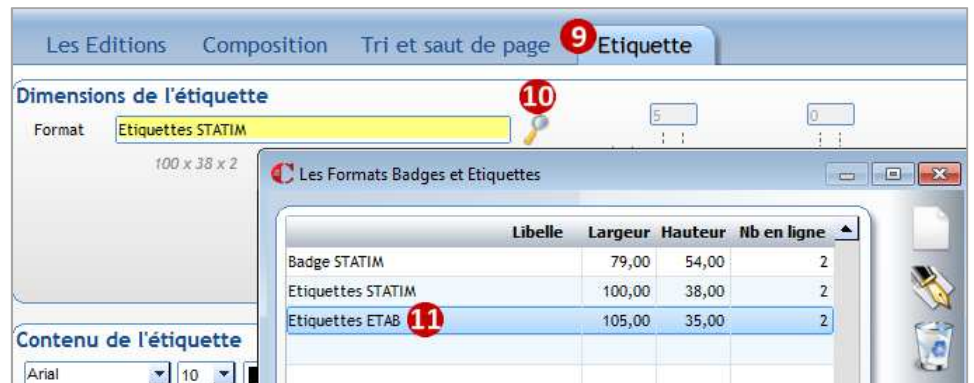 Les Editions Composition Tri et saut de page 9 Etiquette
Dimensions de l'étiquette 10
Format Etiquettes STATIM 5 0
100 x 38 x 2
Les Formats Badges et Etiquettes
Libelle Largeur Hauteur Nb en ligne
Badge STATIM 79,00 54,00 2
Etiquettes STATIM 100,00 38,00 2
Etiquettes ETAB 11 105,00 35,00 2
Contenu de l'étiquette
Arial 10